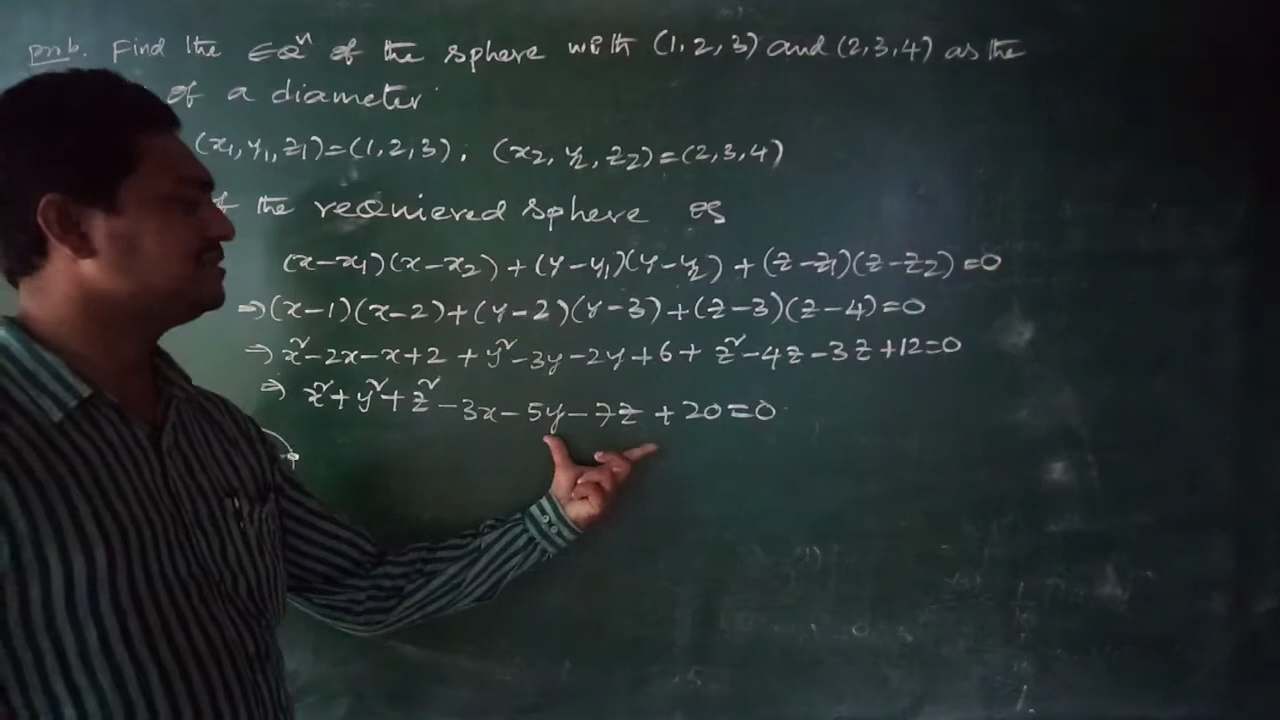 prob. Find the EQⁿ of the sphere with (1, 2, 3) and (2, 3, 4) as the
of a diameter
(x1, y1, z1) = (1, 2, 3); (x2, y2, z2) = (2, 3, 4)
of the requiered sphere is
(x-x1)(x-x2) + (y-y1)(y-y2) + (z-z1)(z-z2) = 0
⇒ (x-1)(x-2) + (y-2)(y-3) + (z-3)(z-4) = 0
⇒ x²-2x-x+2 + y²-3y-2y+6 + z²-4z-3z+12=0
⇒ x²+y²+z²-3x-5y-7z+20=0